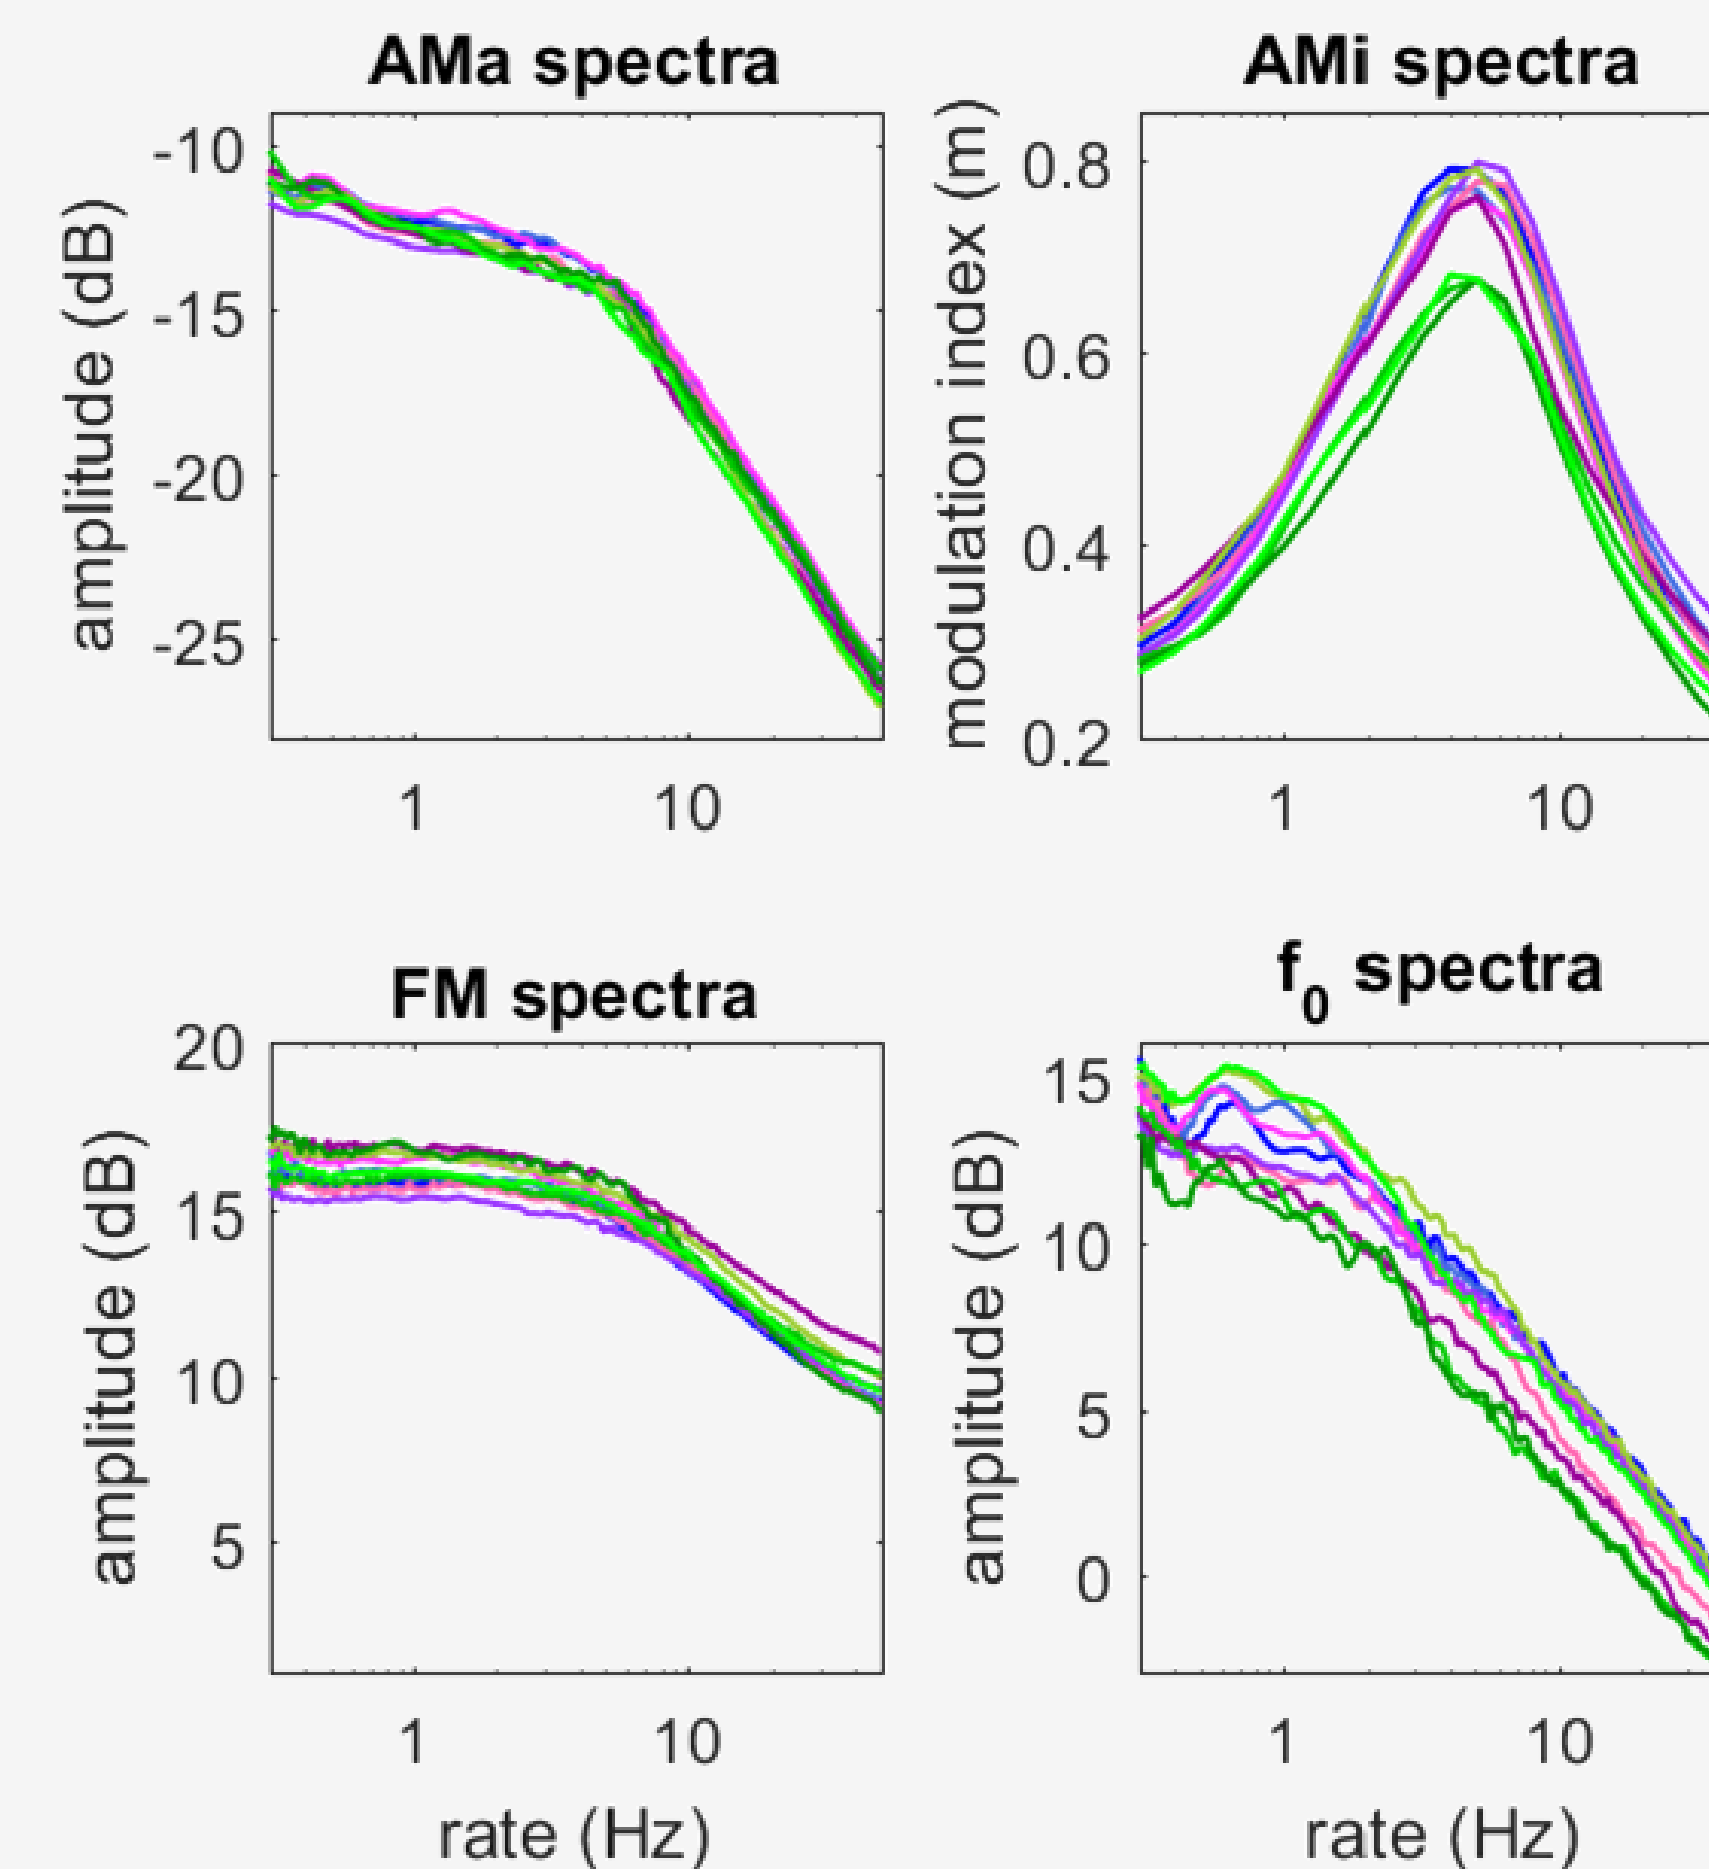 AMa spectra
amplitude (dB)
-10
-15
-20
-25
1 10
AMi spectra
modulation index (m)
0.8
0.6
0.4
0.2
1 10
FM spectra
amplitude (dB)
20
15
10
5
1 10
rate (Hz)
f0 spectra
amplitude (dB)
15
10
5
0
1 10
rate (Hz)